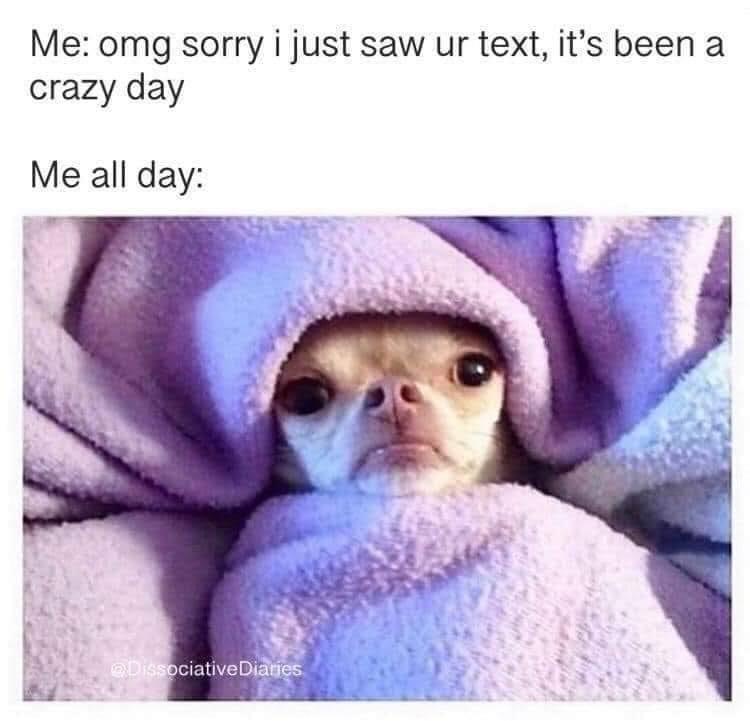 Me: omg sorry i just saw ur text, it’s been a
crazy day
Me all day:
@DissociativeDiaries